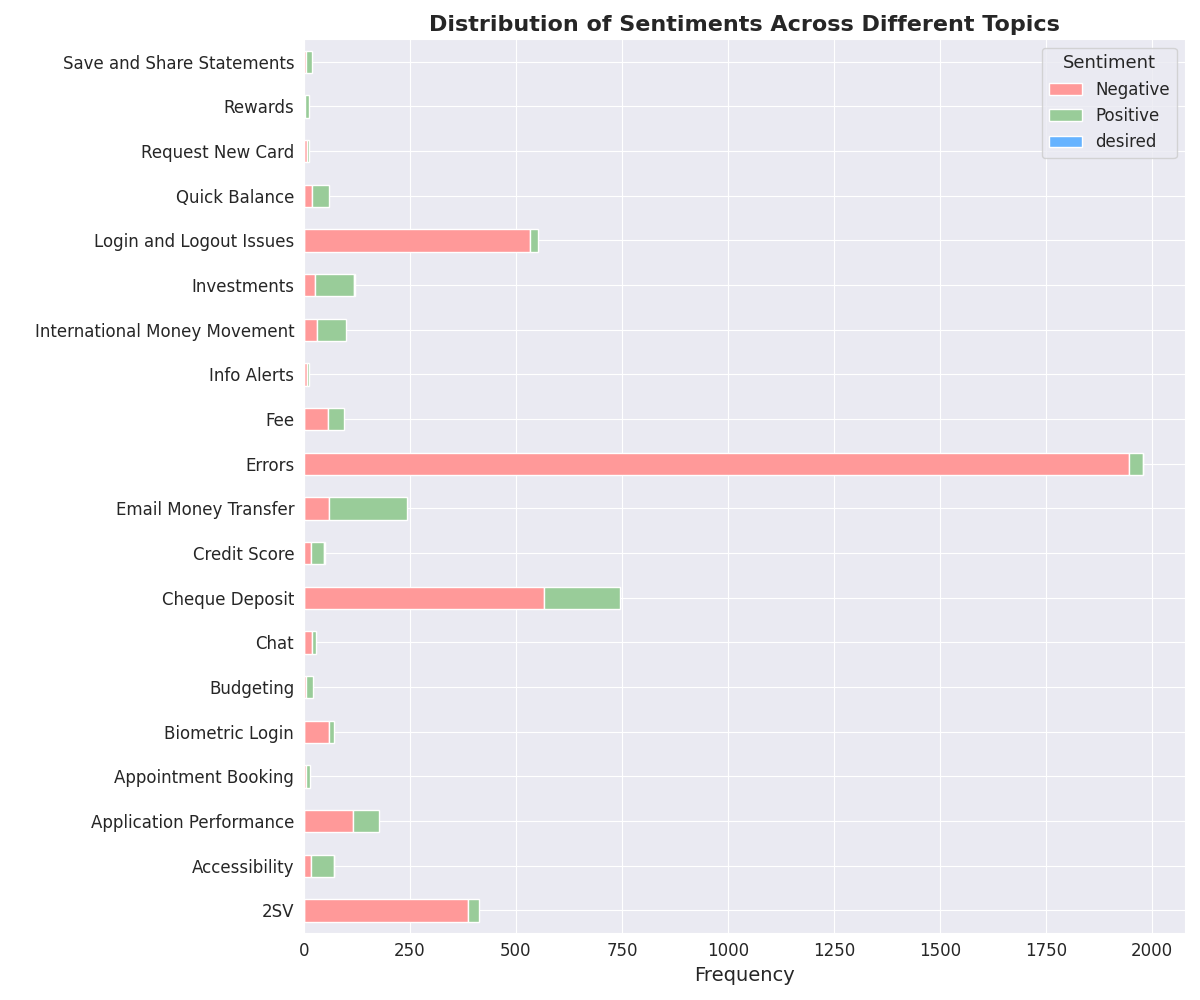 Distribution of Sentiments Across Different Topics
Save and Share Statements
Rewards
Request New Card
Quick Balance
Login and Logout Issues
Investments
International Money Movement
Info Alerts
Fee
Errors
Email Money Transfer
Credit Score
Cheque Deposit
Chat
Budgeting
Biometric Login
Appointment Booking
Application Performance
Accessibility
2SV
Sentiment
Negative
Positive
desired
0 250 500 750 1000 1250 1500 1750 2000
Frequency